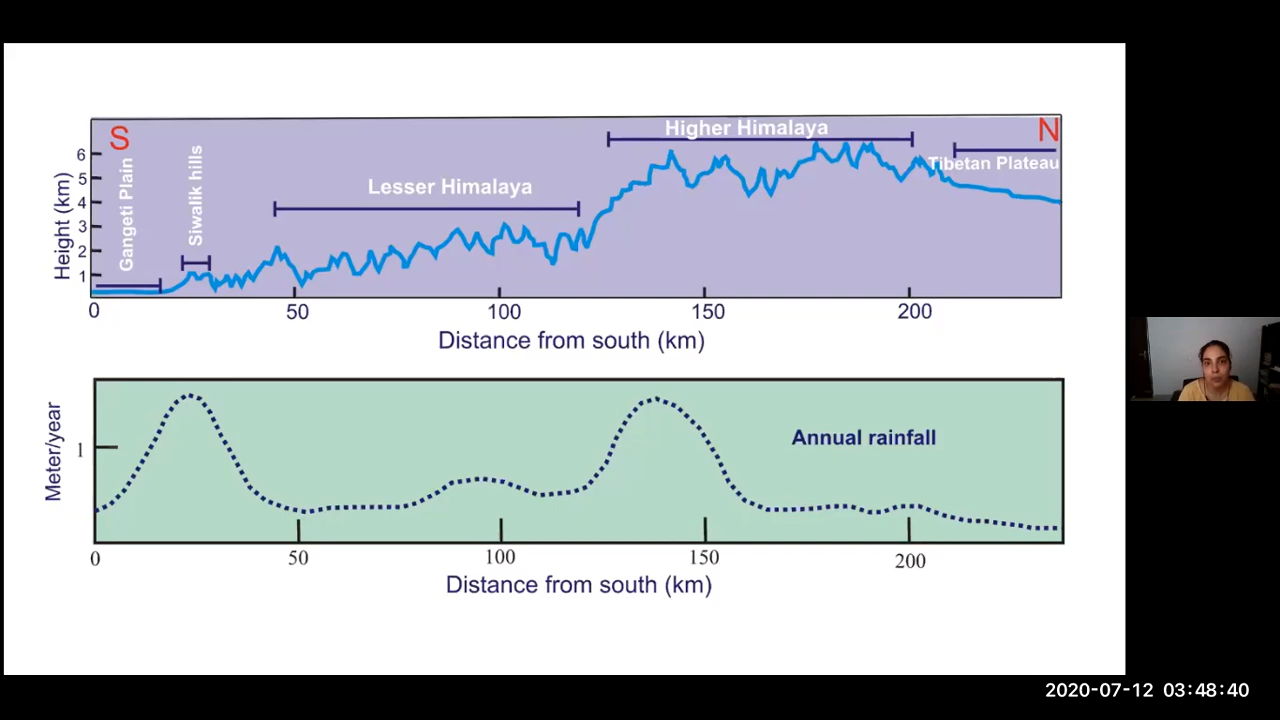 S
N
Higher Himalaya
Tibetan Plateau
Lesser Himalaya
Siwalik hills
Gangeti Plain
Height (km)
6
5
4
3
2
1
0 50 100 150 200
Distance from south (km)
Annual rainfall
Meter/year
1
0 50 100 150 200
Distance from south (km)
2020-07-12 03:48:40